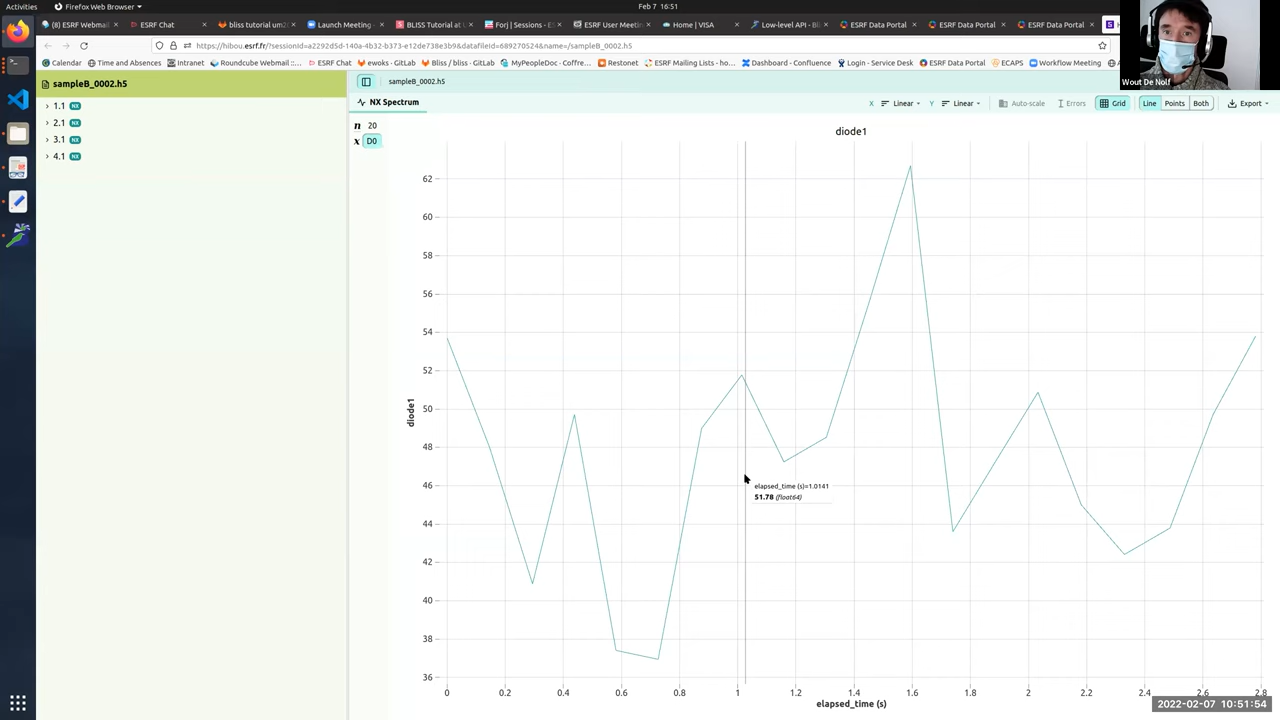 Activities
Firefox Web Browser
Feb 7 16:51
(8) ESRF Webmail
ESRF Chat
bliss tutorial um20
Launch Meeting -
BLISS Tutorial at U
Forj | Sessions - ES
ESRF User Meetin
Home | VISA
Low-level API - Bli
ESRF Data Portal
ESRF Data Portal
ESRF Data Portal
https://hibou.esrf.fr/?sessionId=a2292d5d-140a-4b32-b373-e12de738e3b9&datafileId=689270524&name=/sampleB_0002.h5
Calendar
Time and Absences
Intranet
Roundcube Webmail ::...
ESRF Chat
ewoks · GitLab
Bliss / bliss · GitLab
MyPeopleDoc - Coffre...
Restonet
ESRF Mailing Lists - ho...
Dashboard - Confluence
Login - Service Desk
ESRF Data Portal
ECAPS
Workflow Meeting
Wout De Nolf
sampleB_0002.h5
1.1 NX
2.1 NX
3.1 NX
4.1 NX
sampleB_0002.h5
NX Spectrum
X Linear
Y Linear
Auto-scale
Errors
Grid
Line
Points
Both
Export
n 20
x D0
diode1
62
60
58
56
54
52
50
48
46
44
42
40
38
36
diode1
elapsed_time (s)=1.0141
51.78 (float64)
0 0.2 0.4 0.6 0.8 1 1.2 1.4 1.6 1.8 2 2.2 2.4 2.6 2.8
elapsed_time (s)
2022-02-07 10:51:54